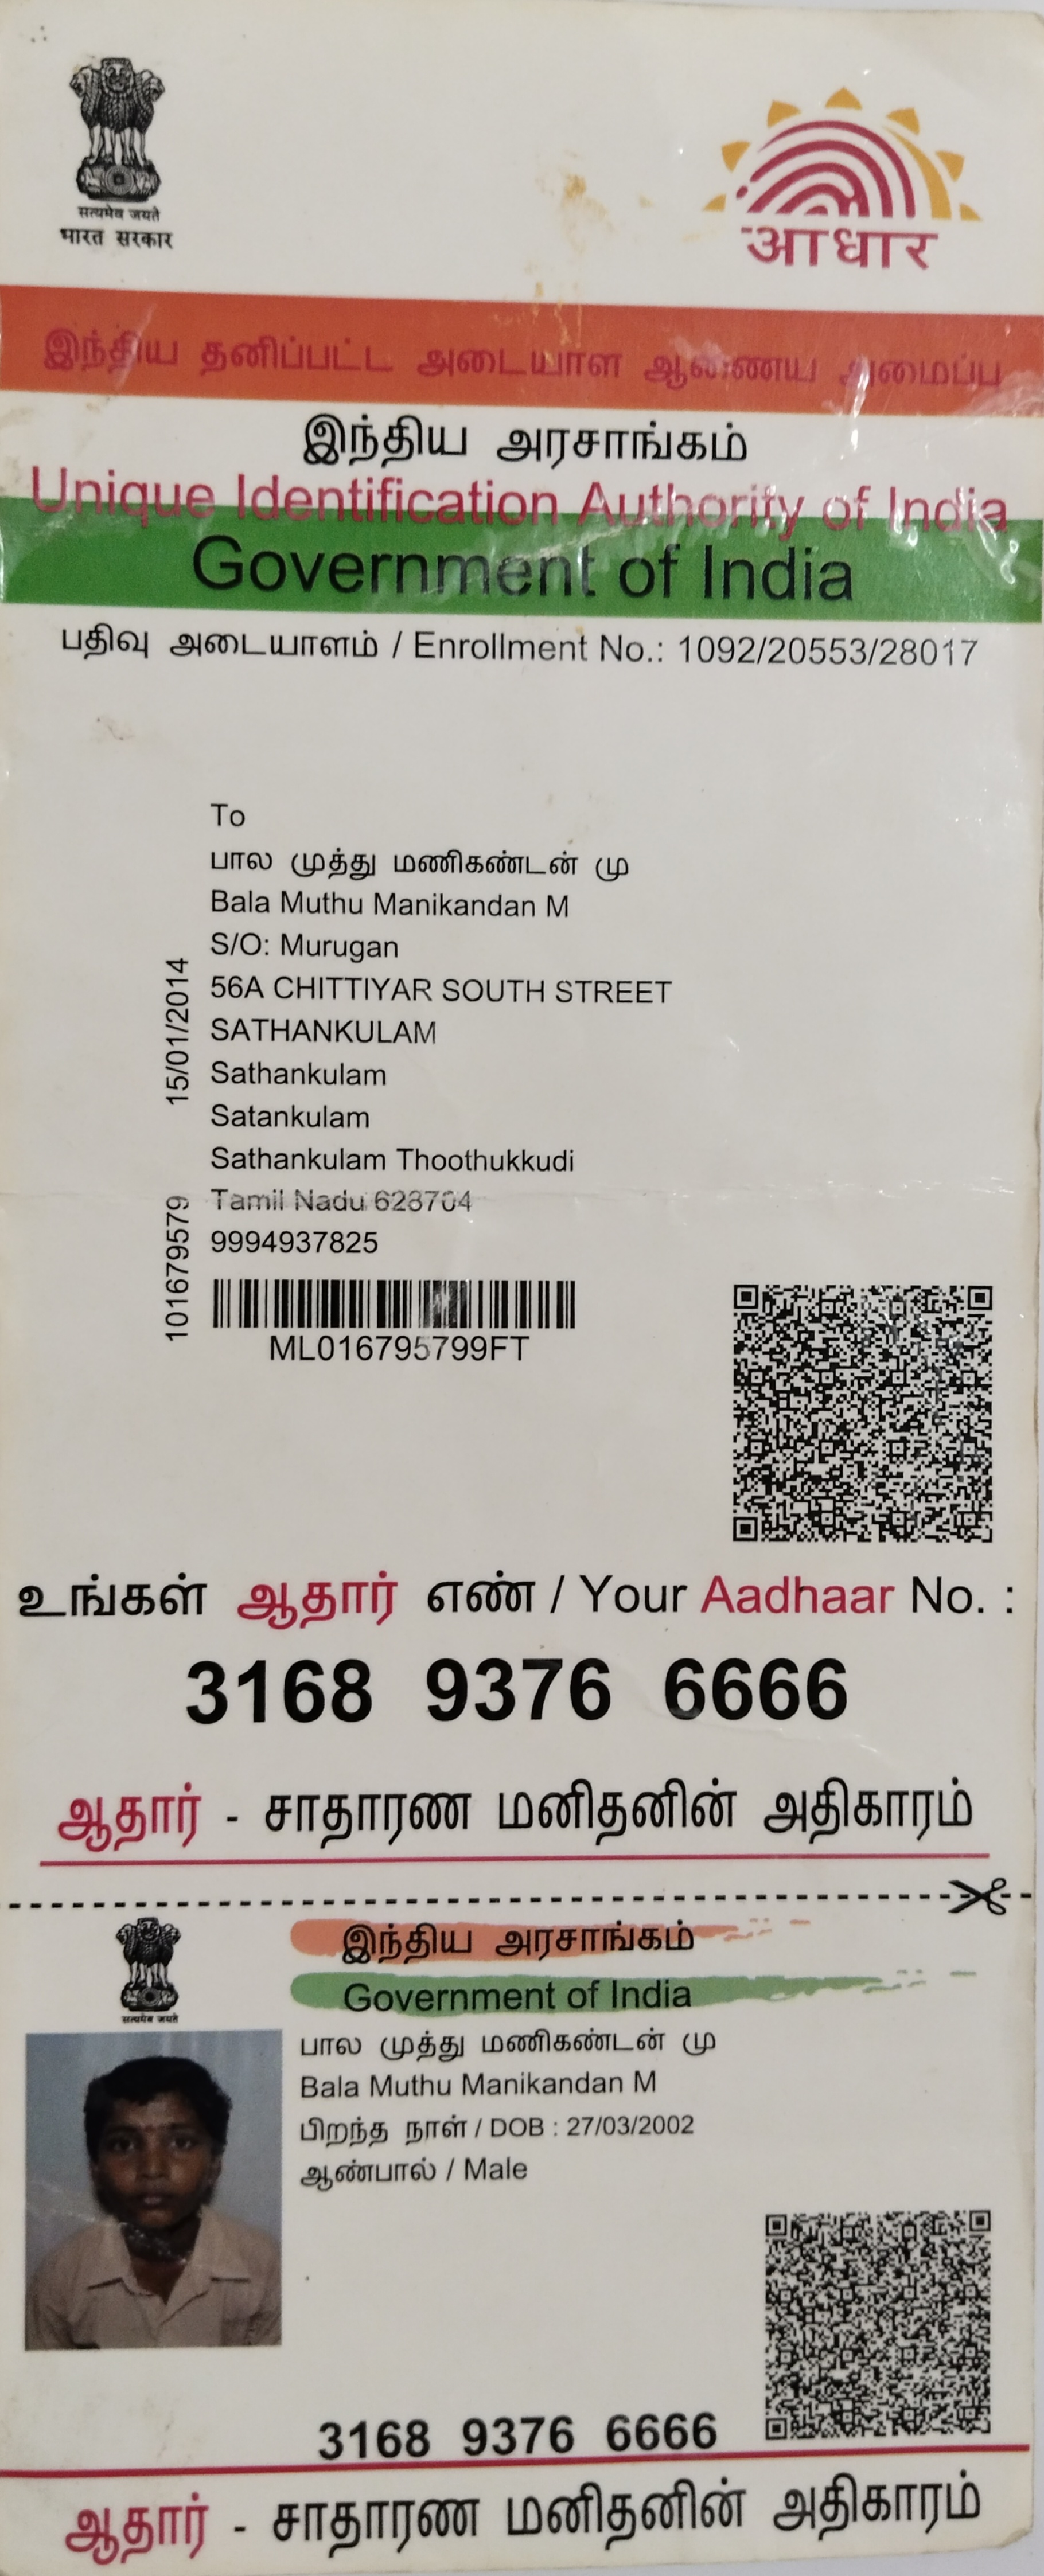 सत्यमेव जयते
भारत सरकार
आधार
இந்திய தனிப்பட்ட அடையாள ஆணைய அமைப்பு
இந்திய அரசாங்கம்
Unique Identification Authority of India
Government of India
பதிவு அடையாளம் / Enrollment No.: 1092/20553/28017
To
பால முத்து மணிகண்டன் மு
Bala Muthu Manikandan M
S/O: Murugan
56A CHITTIYAR SOUTH STREET
SATHANKULAM
Sathankulam
Satankulam
Sathankulam Thoothukkudi
Tamil Nadu 628704
9994937825
15/01/2014
101679579
ML016795799FT
உங்கள் ஆதார் எண் / Your Aadhaar No. :
3168 9376 6666
ஆதார் - சாதாரண மனிதனின் அதிகாரம்
இந்திய அரசாங்கம்
Government of India
सत्यमेव जयते
பால முத்து மணிகண்டன் மு
Bala Muthu Manikandan M
பிறந்த நாள் / DOB : 27/03/2002
ஆண்பால் / Male
3168 9376 6666
ஆதார் - சாதாரண மனிதனின் அதிகாரம்